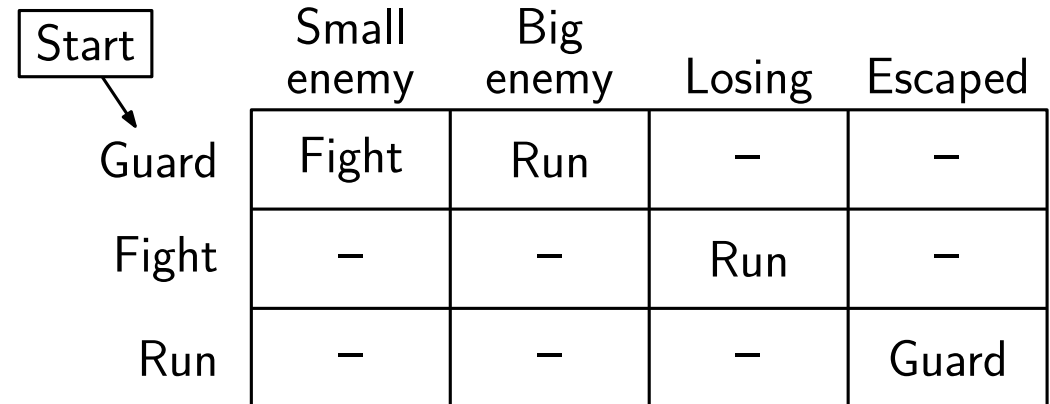 Start
Small
enemy
Big
enemy
Losing
Escaped
Guard
Fight
Run
–
–
Fight
–
–
Run
–
Run
–
–
–
Guard